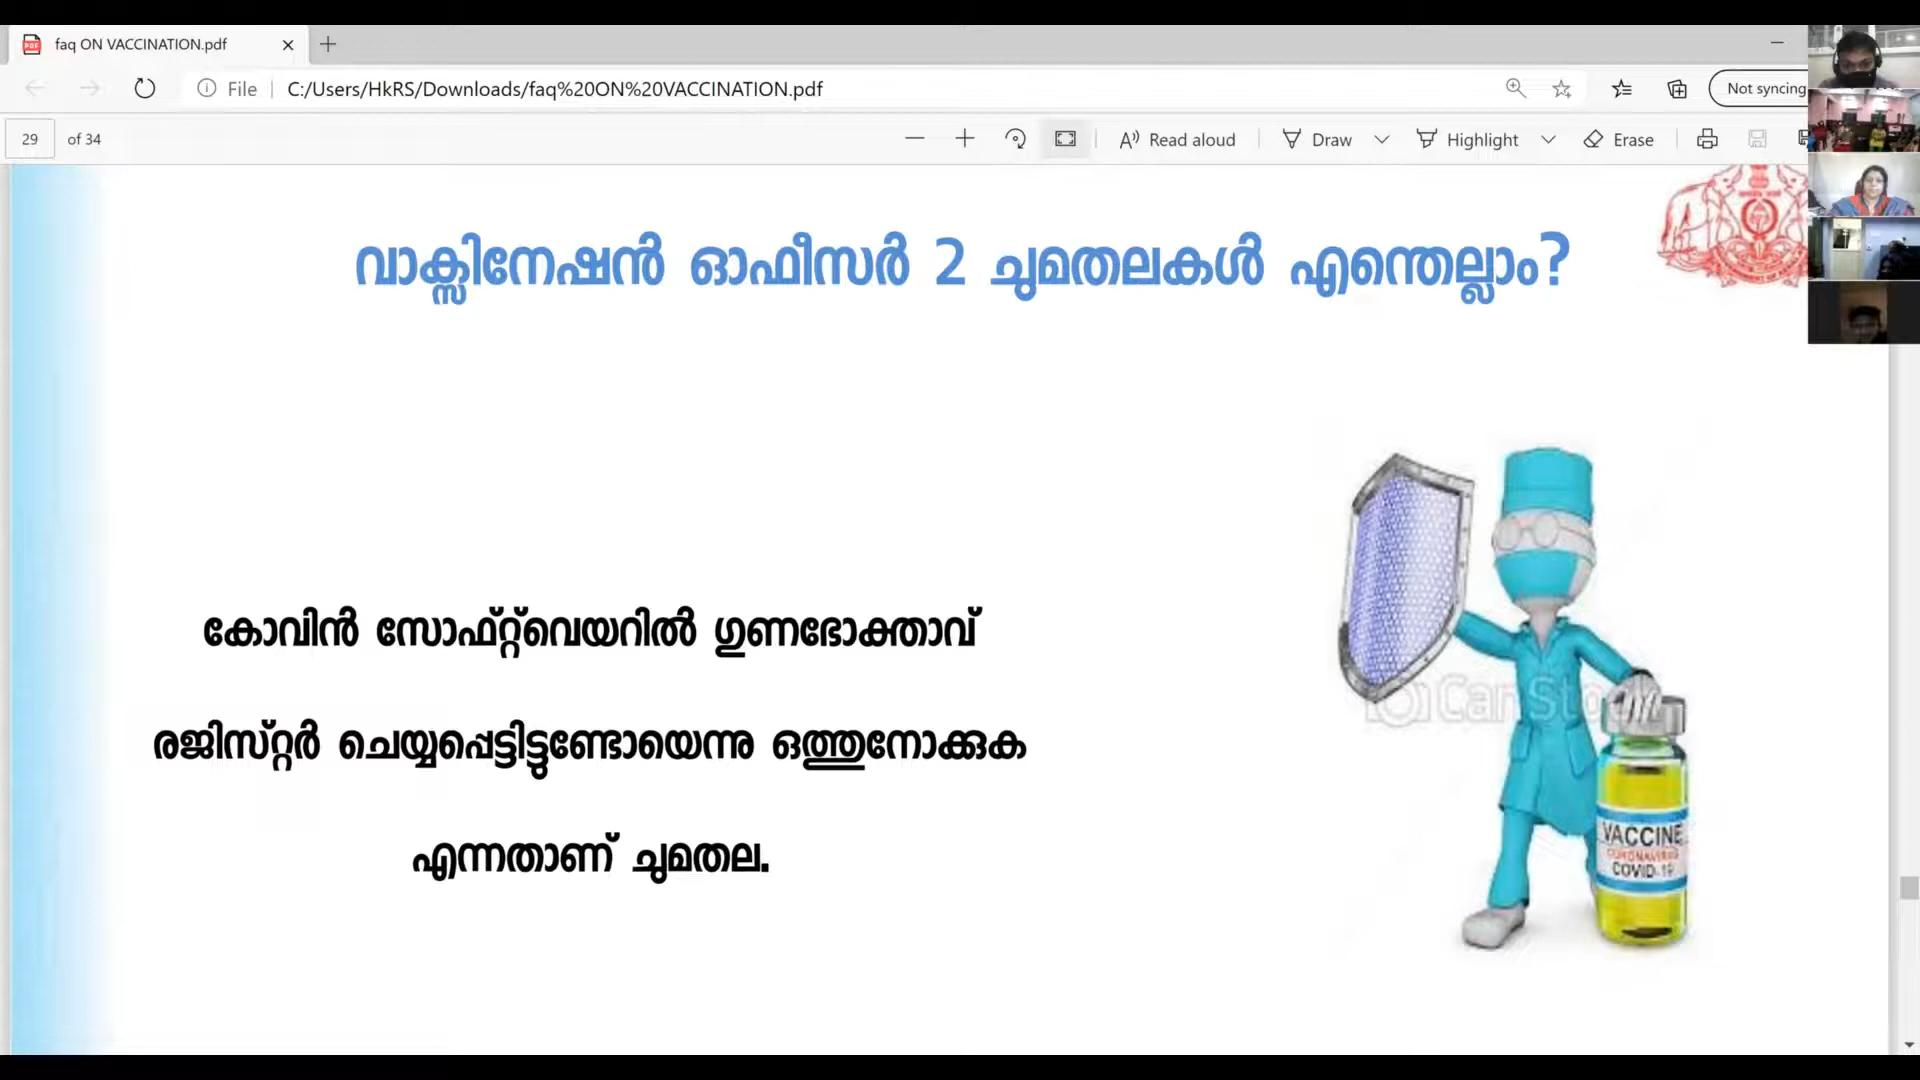 faq ON VACCINATION.pdf
File
C:/Users/HkRS/Downloads/faq%20ON%20VACCINATION.pdf
Not syncing
29 of 34
Read aloud
Draw
Highlight
Erase
വാക്സിനേഷൻ ഓഫീസർ 2 ചുമതലകൾ എന്തെല്ലാം?
കോവിൻ സോഫ്റ്റ്‌വെയറിൽ ഗുണഭോക്താവ്
രജിസ്റ്റർ ചെയ്യപ്പെട്ടിട്ടുണ്ടോയെന്നു ഒത്തുനോക്കുക
എന്നതാണ് ചുമതല.
VACCINE
CORONAVIRUS
COVID-19